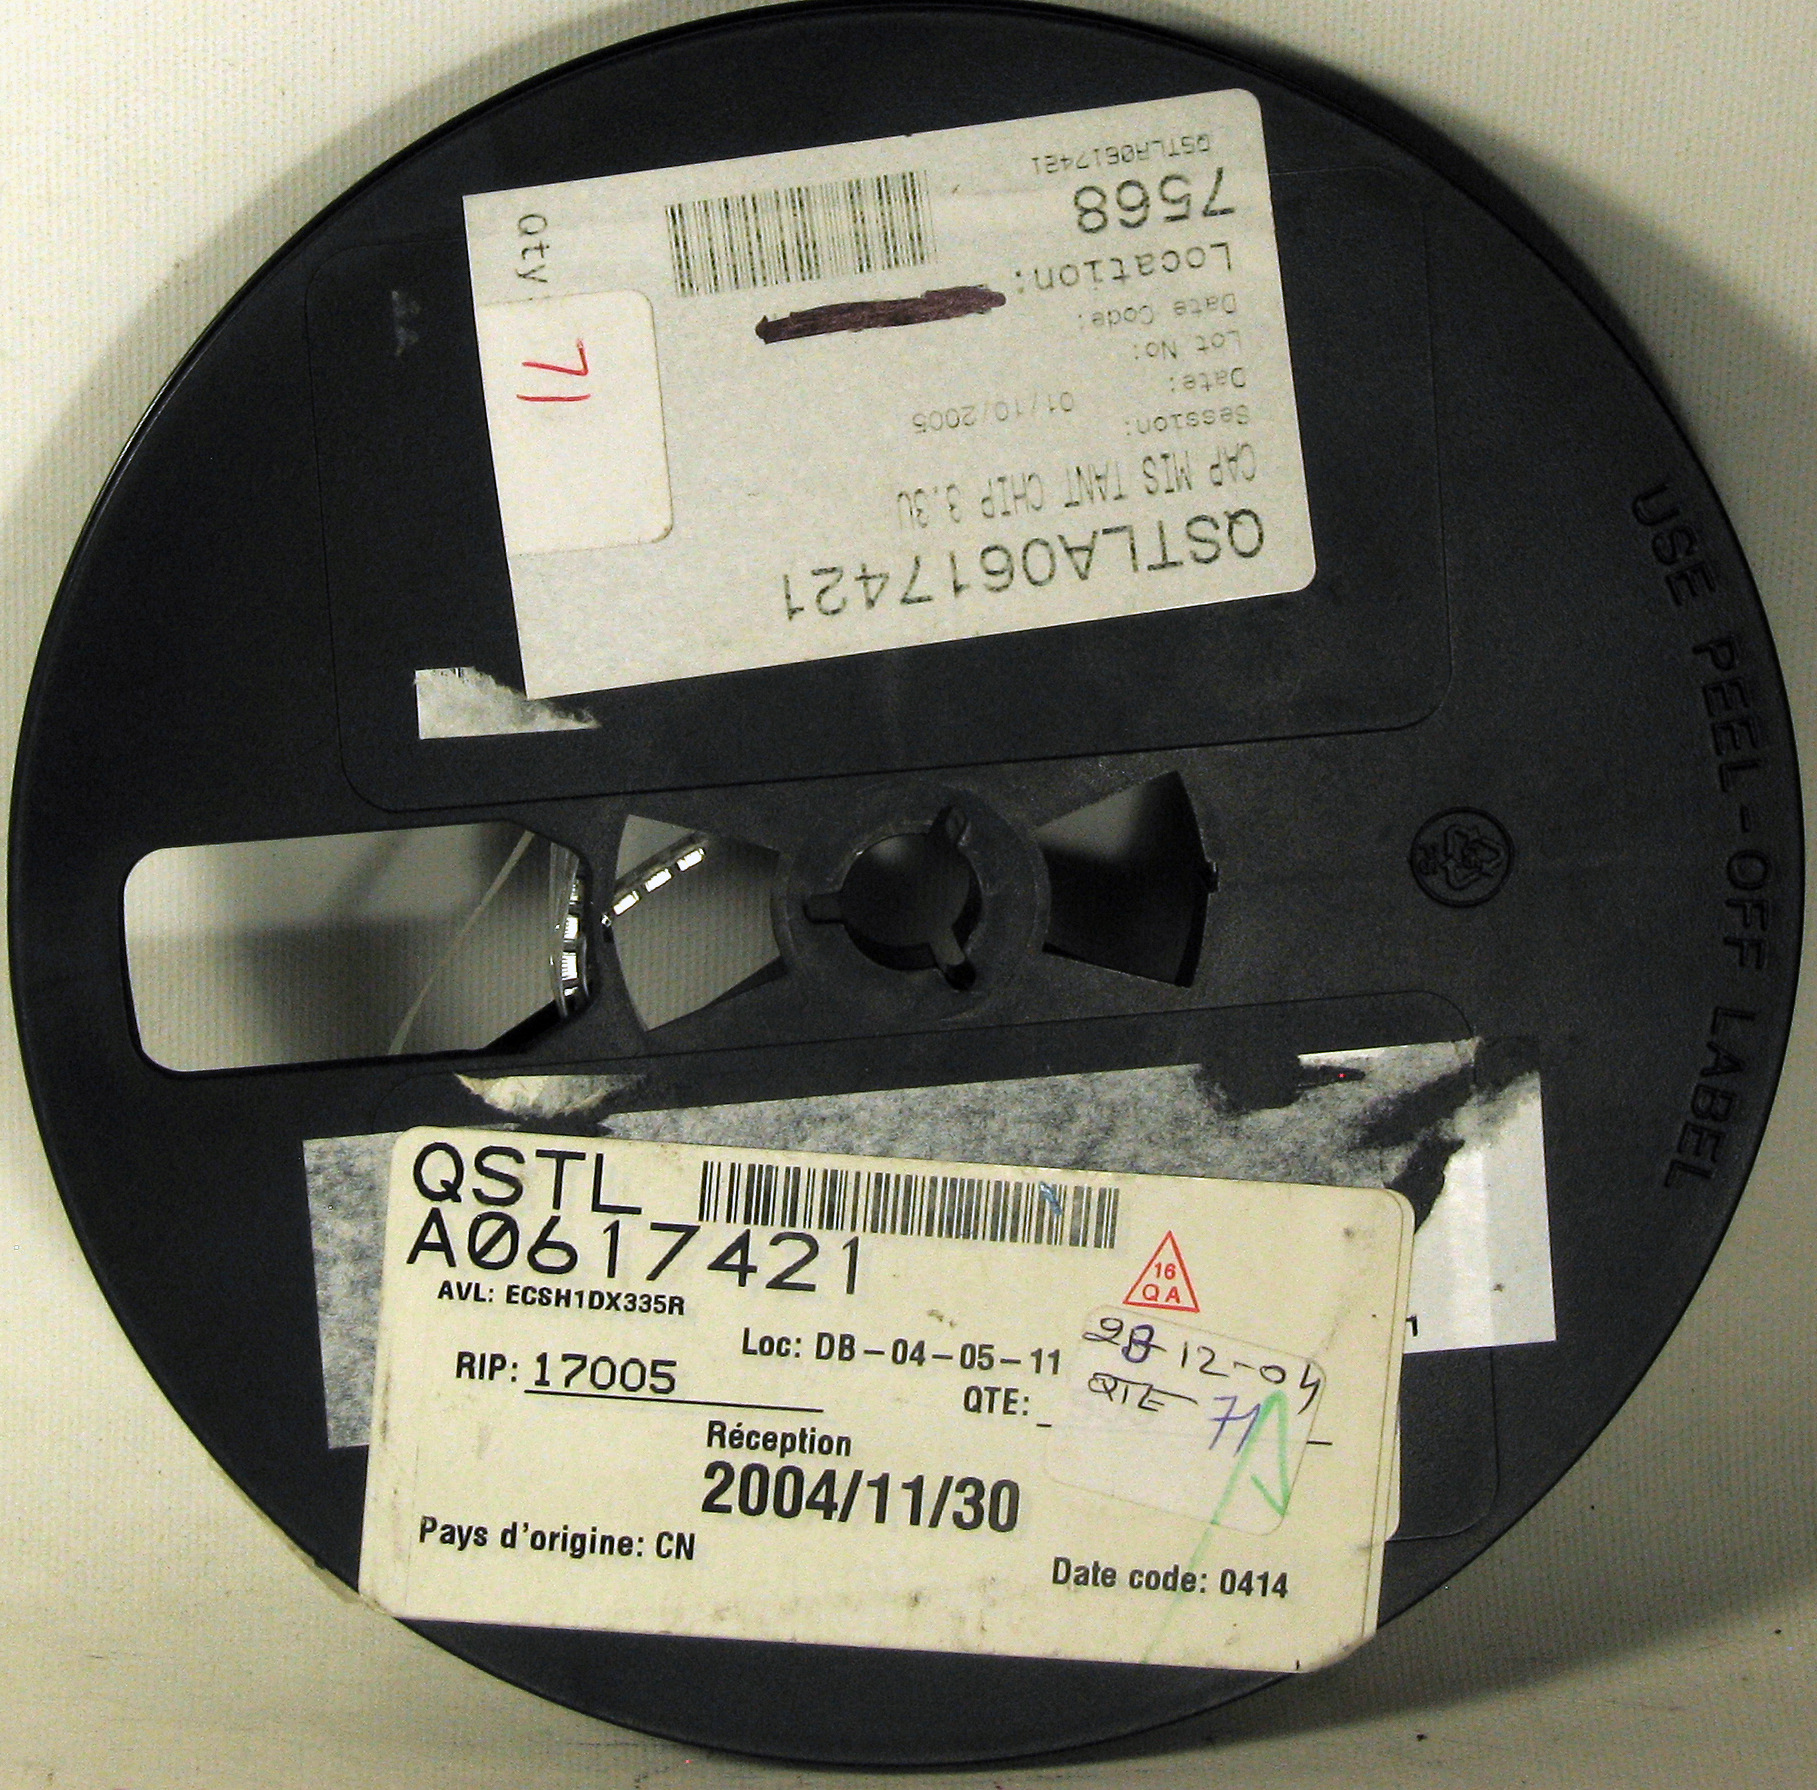 QSTLA0617421
CAP MIS TANT CHIP 3.3U
Session:
Date: 01/10/2005
Lot No:
Date Code:
Location:
7568
QSTLA0617421
Qty
71
USE PEEL-OFF LABEL
QSTL
A0617421
AVL: ECSH1DX335R
16
QA
Loc: DB-04-05-11
RIP: 17005
QTE:
28-12-04
QTE- 71
Réception
2004/11/30
Pays d'origine: CN
Date code: 0414